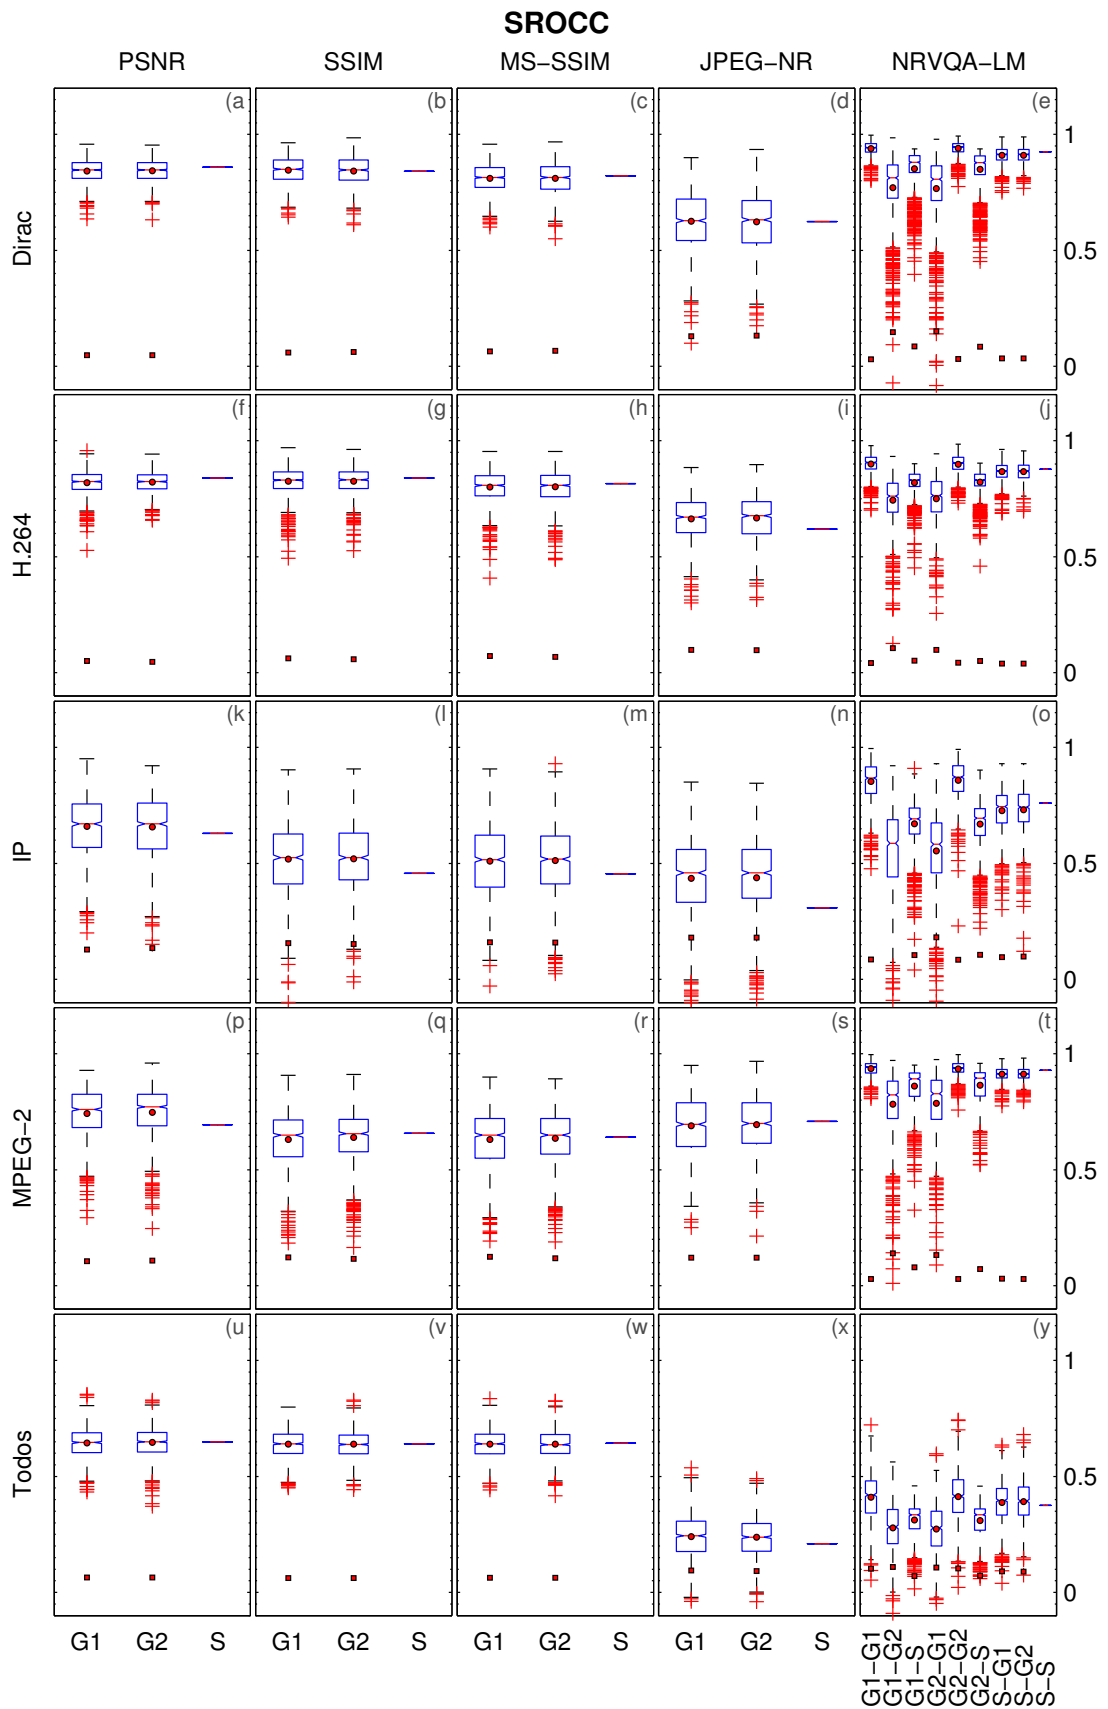 SROCC
PSNR SSIM MS-SSIM JPEG-NR NRVQA-LM
Dirac
(a (b (c (d (e
1
0.5
0
H.264
(f (g (h (i (j
1
0.5
0
IP
(k (l (m (n (o
1
0.5
0
MPEG-2
(p (q (r (s (t
1
0.5
0
Todos
(u (v (w (x (y
1
0.5
0
G1 G2 S G1 G2 S G1 G2 S G1 G2 S
G1-G1
G1-G2
G1-S
G2-G1
G2-G2
G2-S
S-G1
S-G2
S-S